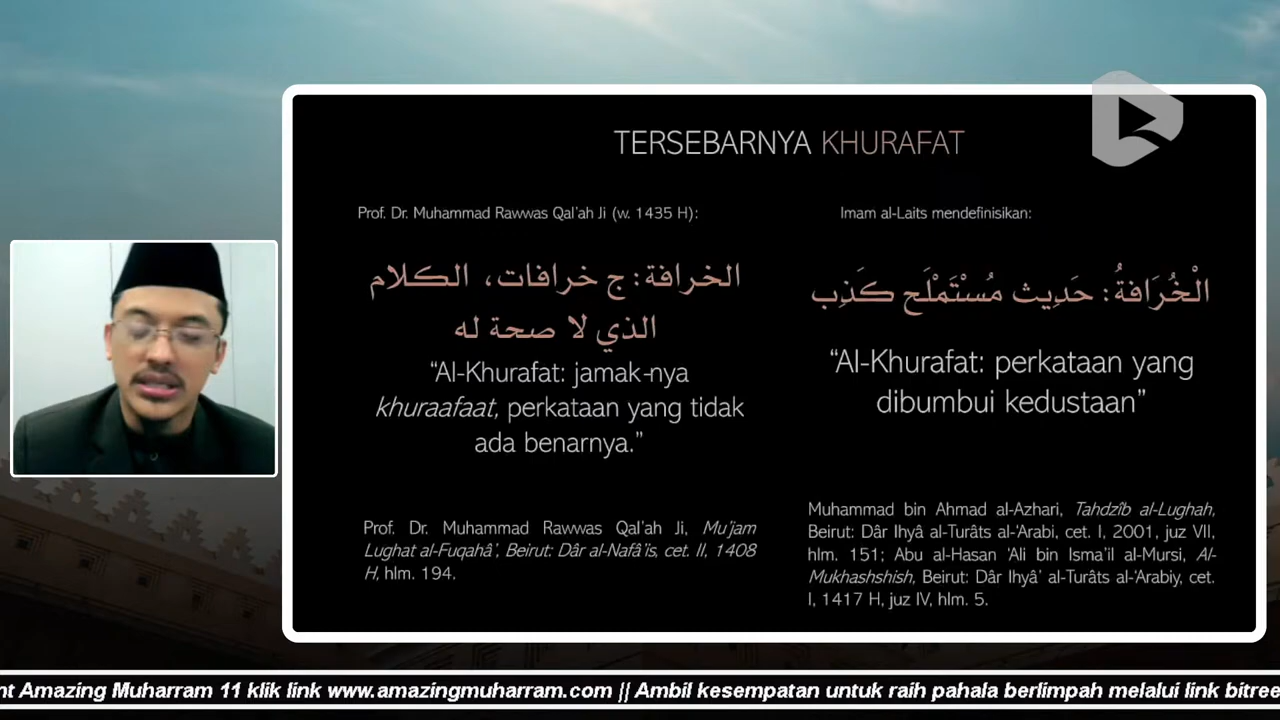 TERSEBARNYA KHURAFAT
Prof. Dr. Muhammad Rawwas Qal'ah Ji (w. 1435 H):
الخرافة: ج خرافات، الكلام
الذي لا صحة له
“Al-Khurafat: jamak-nya
khuraafaat, perkataan yang tidak
ada benarnya.”
Prof. Dr. Muhammad Rawwas Qal'ah Ji, Mu'jam
Lughat al-Fuqahâ', Beirut: Dâr al-Nafâ'is, cet. II, 1408
H, hlm. 194.
Imam al-Laits mendefinisikan:
الْخُرَافةُ: حَدِيث مُسْتَمْلَح كَذِب
“Al-Khurafat: perkataan yang
dibumbui kedustaan”
Muhammad bin Ahmad al-Azhari, Tahdzîb al-Lughah,
Beirut: Dâr Ihyâ al-Turâts al-‘Arabi, cet. I, 2001, juz VII,
hlm. 151; Abu al-Hasan ‘Ali bin Isma'il al-Mursi, Al-
Mukhashshish, Beirut: Dâr Ihyâ' al-Turâts al-‘Arabiy, cet.
I, 1417 H, juz IV, hlm. 5.
nt Amazing Muharram 11 klik link www.amazingmuharram.com || Ambil kesempatan untuk raih pahala berlimpah melalui link bitree